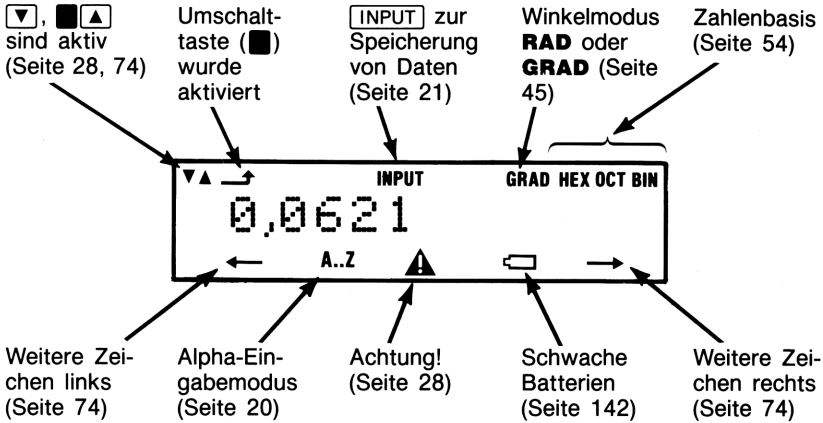 ▼, ■▲
sind aktiv
(Seite 28, 74)
Umschalt-
taste (■)
wurde
aktiviert
INPUT zur
Speicherung
von Daten
(Seite 21)
Winkelmodus
RAD oder
GRAD (Seite
45)
Zahlenbasis
(Seite 54)
▼▲ INPUT GRAD HEX OCT BIN
0,0621
← A..Z → 
Weitere Zei-
chen links
(Seite 74)
Alpha-Ein-
gabemodus
(Seite 20)
Achtung!
(Seite 28)
Schwache
Batterien
(Seite 142)
Weitere Zei-
chen rechts
(Seite 74)